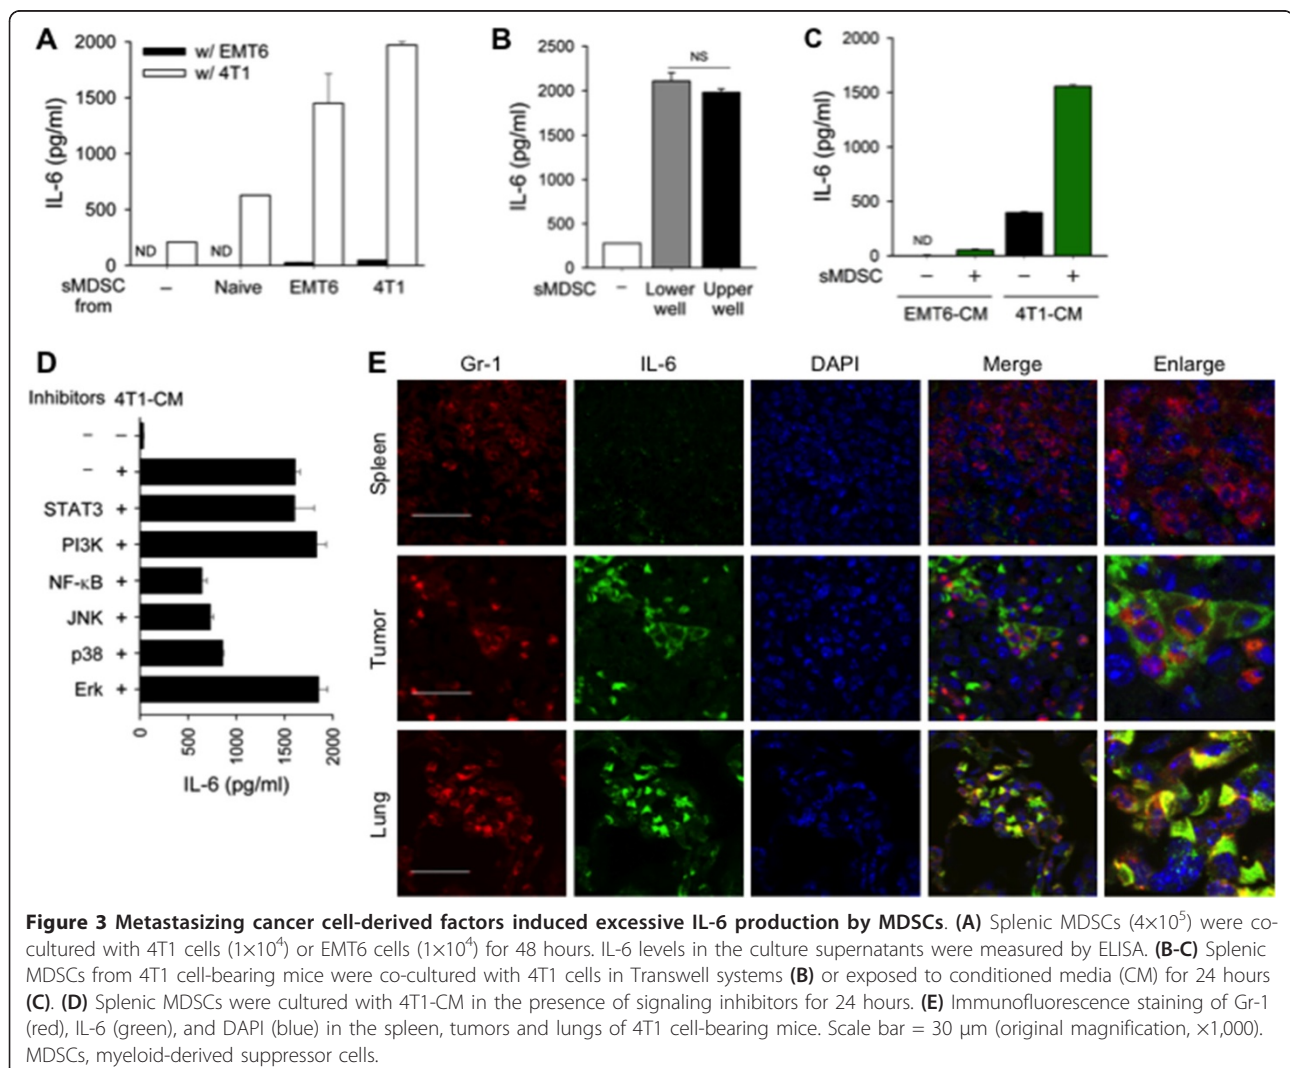 A
2000
1500
1000
500
0
IL-6 (pg/ml)
w/ EMT6
w/ 4T1
ND
ND
sMDSC from
–
Naive
EMT6
4T1
B
2500
2000
1500
1000
500
0
IL-6 (pg/ml)
NS
sMDSC
–
Lower well
Upper well
C
2000
1500
1000
500
0
IL-6 (pg/ml)
ND
sMDSC
– + – +
EMT6-CM 4T1-CM
D
Inhibitors 4T1-CM
– –
– +
STAT3 +
PI3K +
NF-κB +
JNK +
p38 +
Erk +
0 500 1000 1500 2000
IL-6 (pg/ml)
E
Gr-1 IL-6 DAPI Merge Enlarge
Spleen
Tumor
Lung
Figure 3 Metastasizing cancer cell-derived factors induced excessive IL-6 production by MDSCs. (A) Splenic MDSCs (4×10⁵) were co-
cultured with 4T1 cells (1×10⁴) or EMT6 cells (1×10⁴) for 48 hours. IL-6 levels in the culture supernatants were measured by ELISA. (B-C) Splenic
MDSCs from 4T1 cell-bearing mice were co-cultured with 4T1 cells in Transwell systems (B) or exposed to conditioned media (CM) for 24 hours
(C). (D) Splenic MDSCs were cultured with 4T1-CM in the presence of signaling inhibitors for 24 hours. (E) Immunofluorescence staining of Gr-1
(red), IL-6 (green), and DAPI (blue) in the spleen, tumors and lungs of 4T1 cell-bearing mice. Scale bar = 30 μm (original magnification, ×1,000).
MDSCs, myeloid-derived suppressor cells.